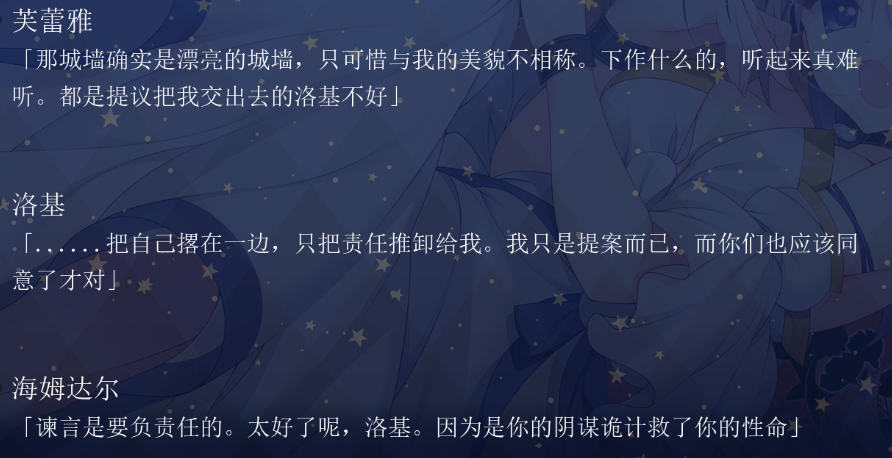 芙蕾雅
「那城墙确实是漂亮的城墙，只可惜与我的美貌不相称。下作什么的，听起来真难
听。都是提议把我交出去的洛基不好」
洛基
「......把自己撂在一边，只把责任推卸给我。我只是提案而已，而你们也应该同
意了才对」
海姆达尔
「谏言是要负责任的。太好了呢，洛基。因为是你的阴谋诡计救了你的性命」